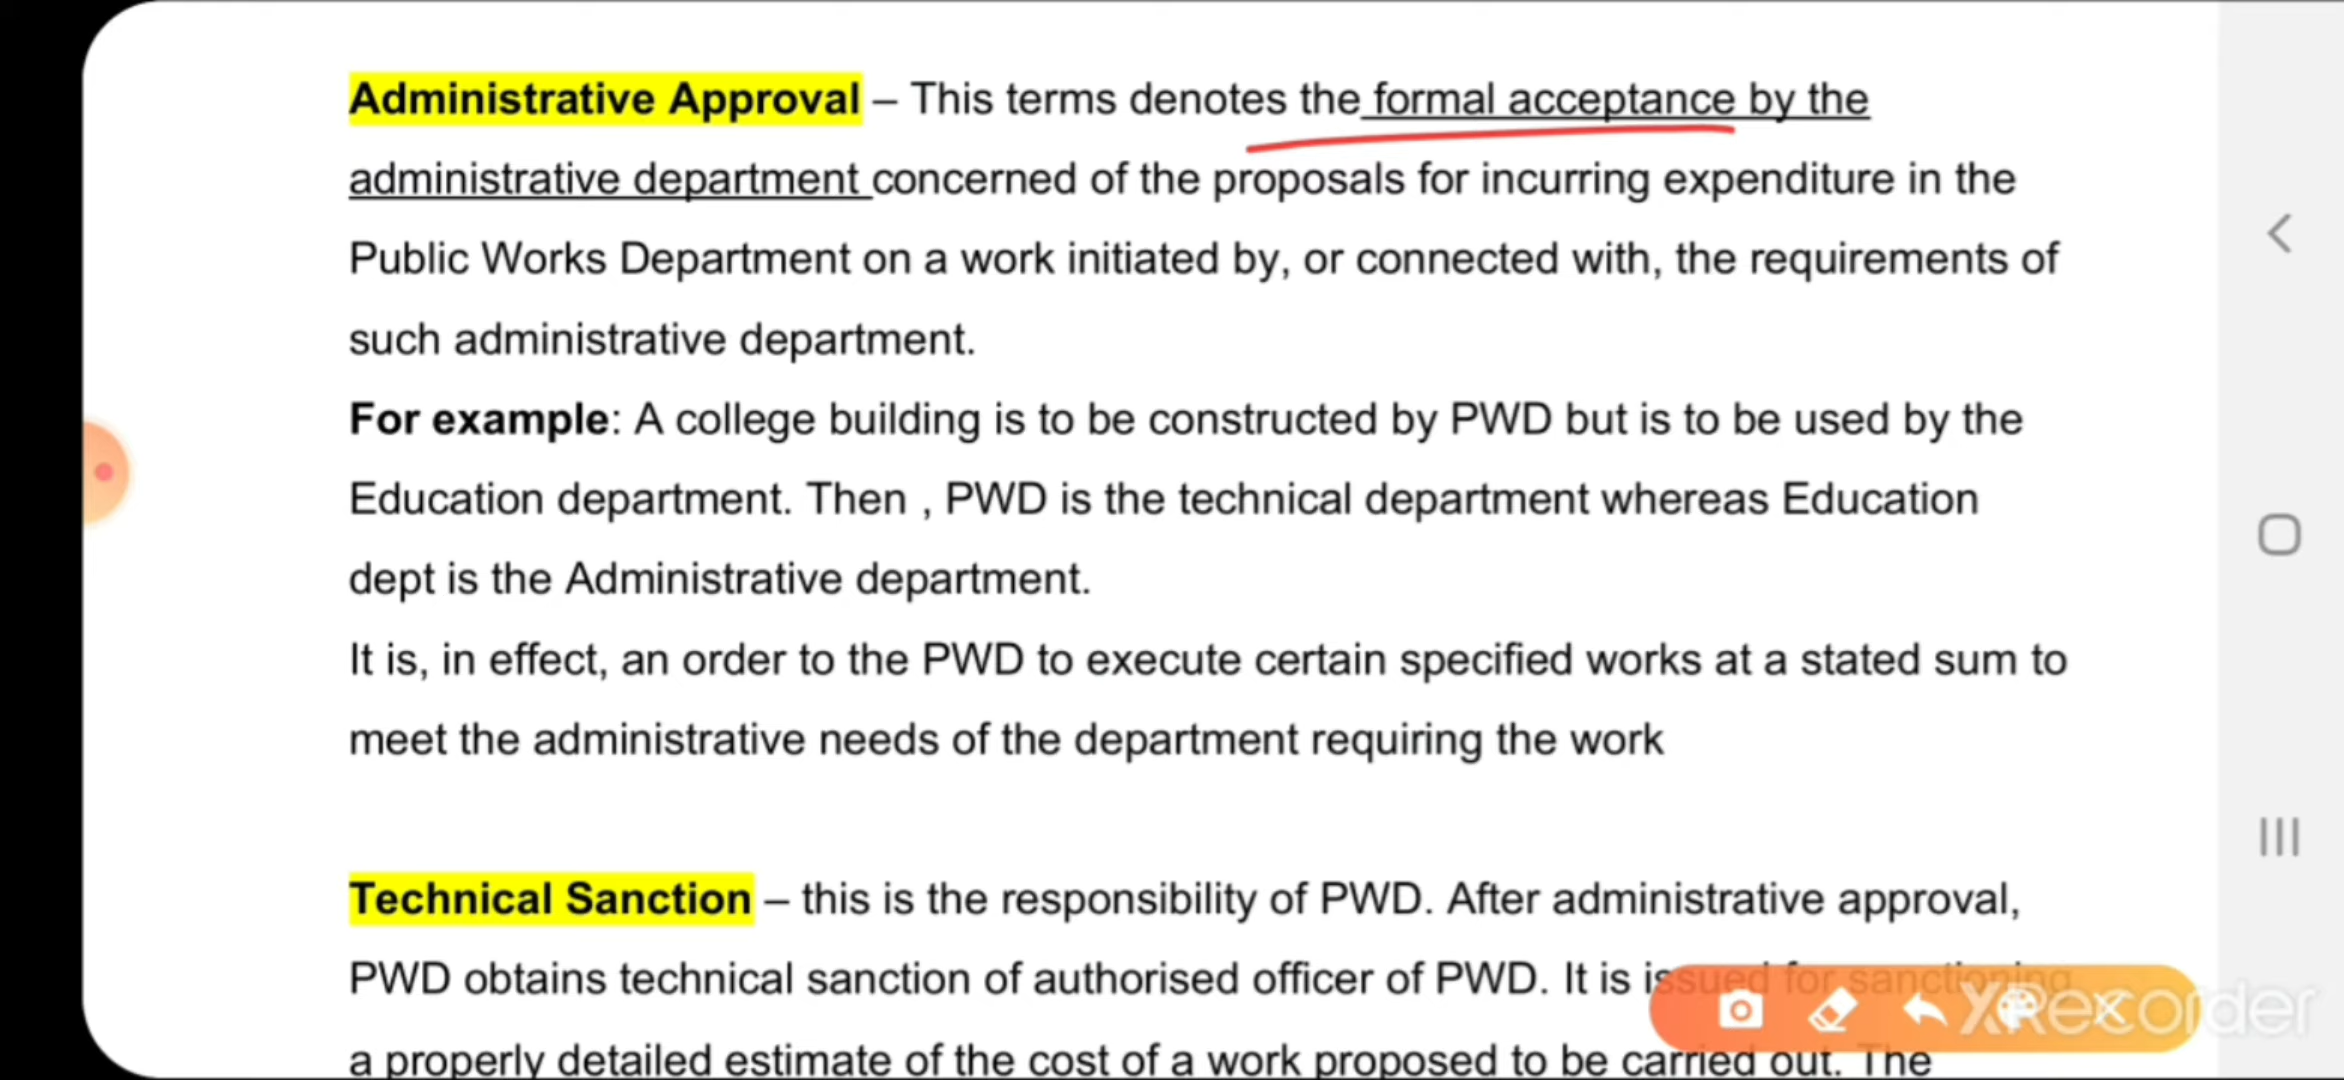 Administrative Approval – This terms denotes the formal acceptance by the
administrative department concerned of the proposals for incurring expenditure in the
Public Works Department on a work initiated by, or connected with, the requirements of
such administrative department.
For example: A college building is to be constructed by PWD but is to be used by the
Education department. Then , PWD is the technical department whereas Education
dept is the Administrative department.
It is, in effect, an order to the PWD to execute certain specified works at a stated sum to
meet the administrative needs of the department requiring the work
Technical Sanction – this is the responsibility of PWD. After administrative approval,
PWD obtains technical sanction of authorised officer of PWD. It is issued for sanctioning
a properly detailed estimate of the cost of a work proposed to be carried out. The
XRecorder